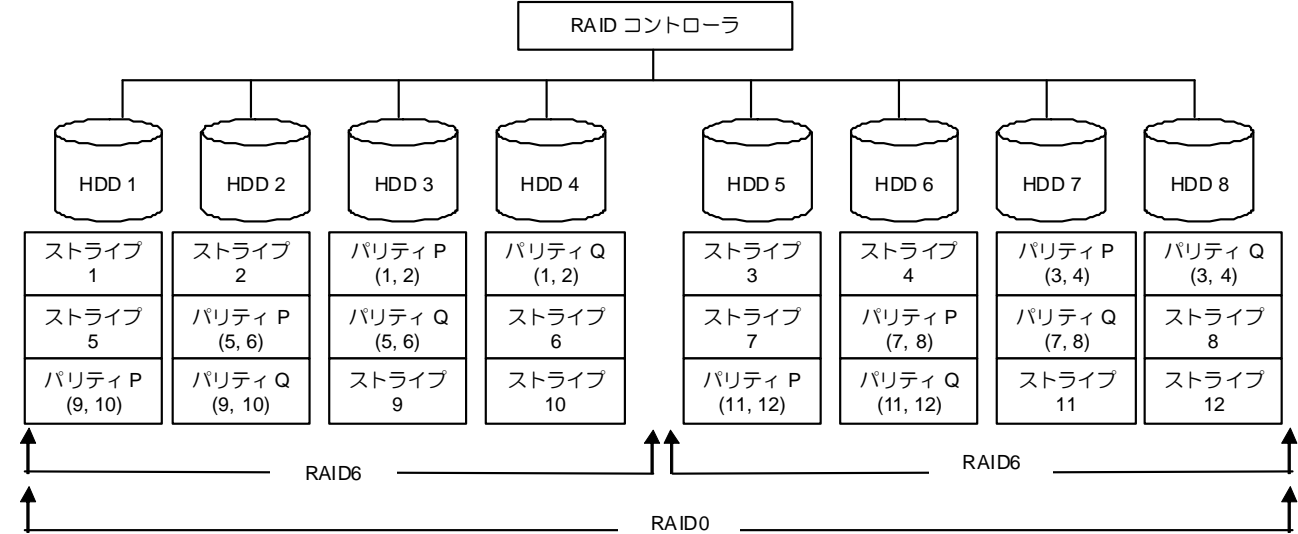 RAID コントローラ
HDD 1
HDD 2
HDD 3
HDD 4
HDD 5
HDD 6
HDD 7
HDD 8
ストライプ
1
ストライプ
2
パリティ P
(1, 2)
パリティ Q
(1, 2)
ストライプ
3
ストライプ
4
パリティ P
(3, 4)
パリティ Q
(3, 4)
ストライプ
5
パリティ P
(5, 6)
パリティ Q
(5, 6)
ストライプ
6
ストライプ
7
パリティ P
(7, 8)
パリティ Q
(7, 8)
ストライプ
8
パリティ P
(9, 10)
パリティ Q
(9, 10)
ストライプ
9
ストライプ
10
パリティ P
(11, 12)
パリティ Q
(11, 12)
ストライプ
11
ストライプ
12
RAID6
RAID6
RAID0